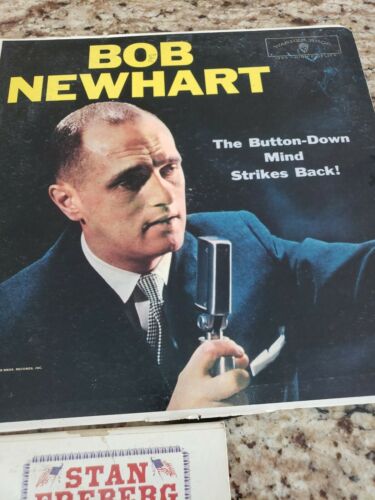 BOB
NEWHART
The Button-Down
Mind
Strikes Back!
STAN
FREBERG